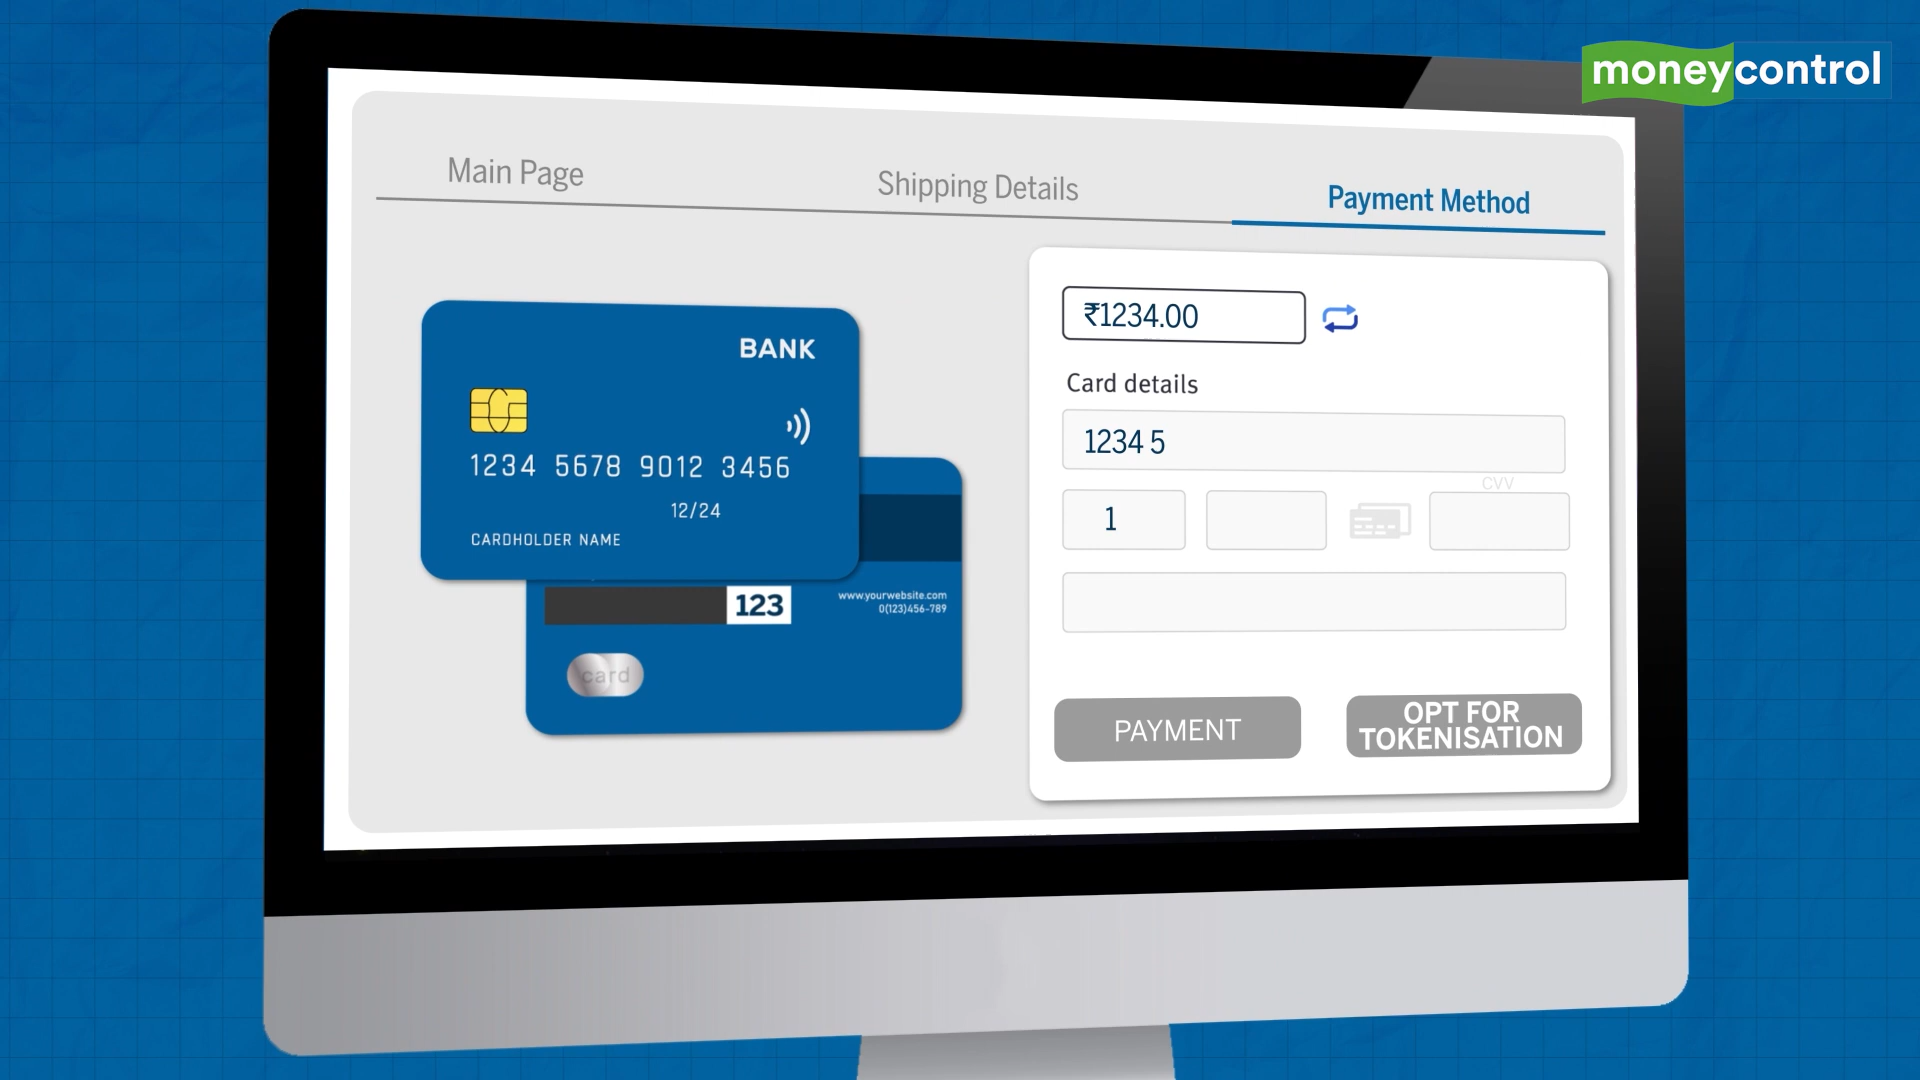 moneycontrol
Main Page
Shipping Details
Payment Method
BANK
1234 5678 9012 3456
12/24
CARDHOLDER NAME
123
www.yourwebsite.com
0(123)456-789
card
₹1234.00
Card details
1234 5
CVV
1
PAYMENT
OPT FOR
TOKENISATION